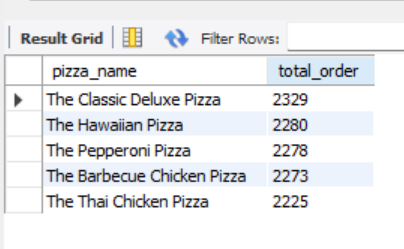 Result Grid Filter Rows:
pizza_name total_order
The Classic Deluxe Pizza 2329
The Hawaiian Pizza 2280
The Pepperoni Pizza 2278
The Barbecue Chicken Pizza 2273
The Thai Chicken Pizza 2225